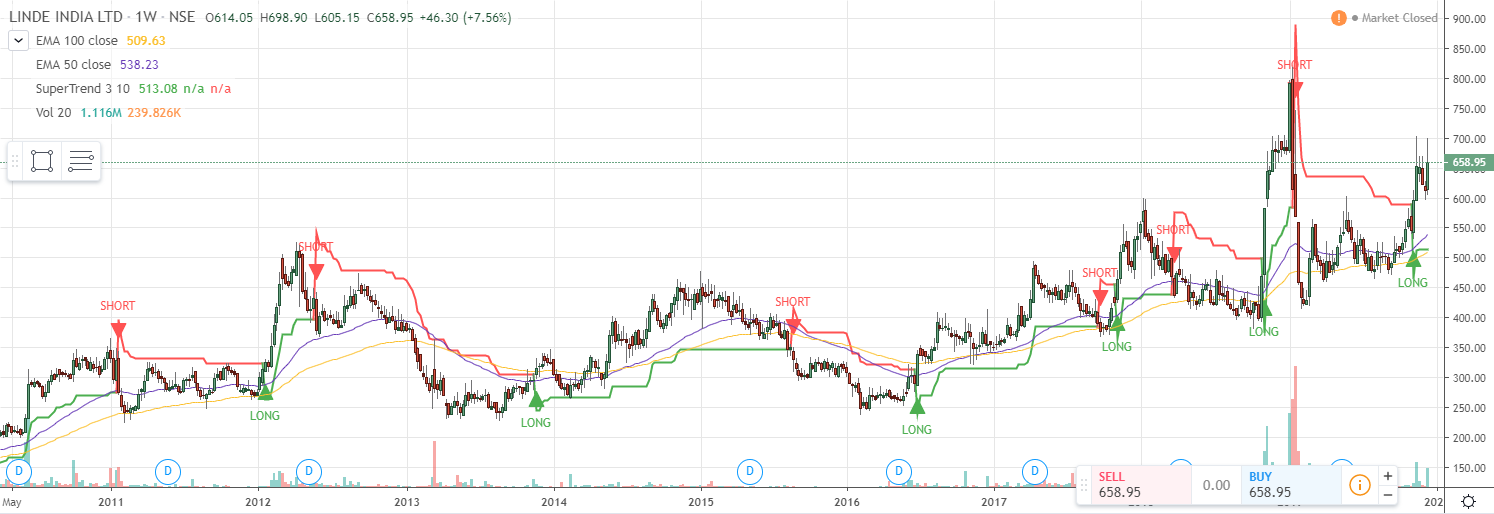 LINDE INDIA LTD · 1W · NSE O614.05 H698.90 L605.15 C658.95 +46.30 (+7.56%)
! Market Closed
EMA 100 close 509.63
EMA 50 close 538.23
SuperTrend 3 10 513.08 n/a n/a
Vol 20 1.116M 239.826K
900.00
850.00
800.00
750.00
700.00
658.95
600.00
550.00
500.00
450.00
400.00
350.00
300.00
250.00
200.00
150.00
SHORT
LONG
SHORT
LONG
SHORT
LONG
SHORT
LONG
SHORT
LONG
SHORT
LONG
D
D
D
D
D
D
SELL
658.95
0.00
BUY
658.95
May 2011 2012 2013 2014 2015 2016 2017